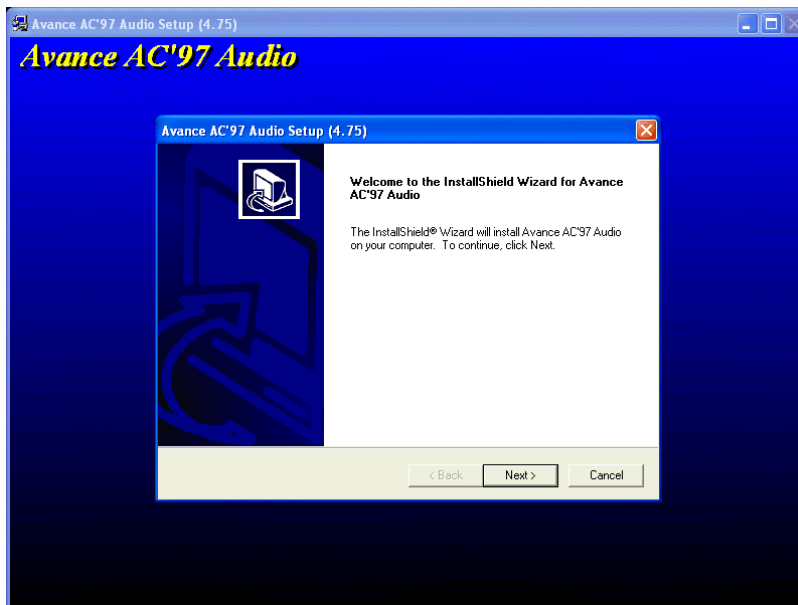 Avance AC'97 Audio Setup (4.75)
Avance AC'97 Audio
Avance AC'97 Audio Setup (4.75)
Welcome to the InstallShield Wizard for Avance
AC'97 Audio
The InstallShield® Wizard will install Avance AC'97 Audio
on your computer. To continue, click Next.
< Back
Next >
Cancel